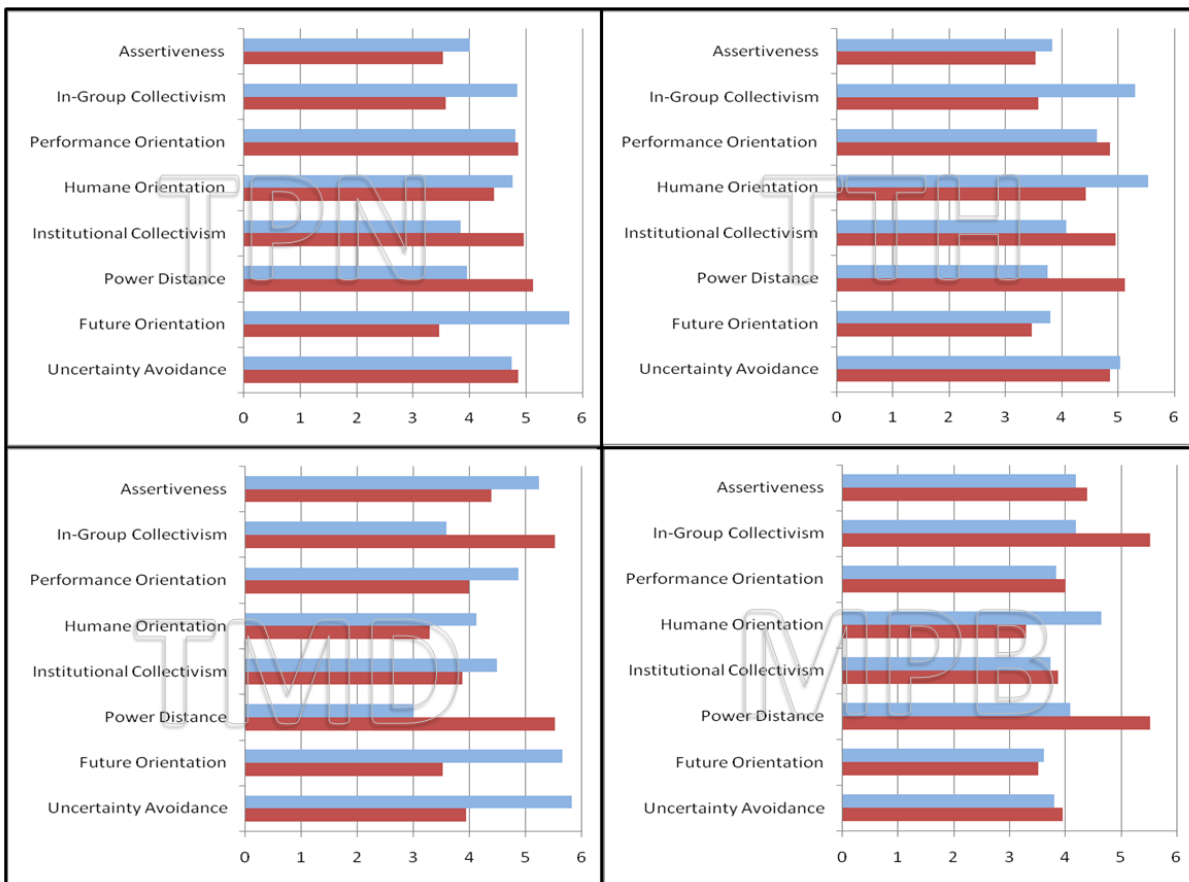 Assertiveness
In-Group Collectivism
Performance Orientation
Humane Orientation
Institutional Collectivism
Power Distance
Future Orientation
Uncertainty Avoidance
0 1 2 3 4 5 6
TPN
Assertiveness
In-Group Collectivism
Performance Orientation
Humane Orientation
Institutional Collectivism
Power Distance
Future Orientation
Uncertainty Avoidance
0 1 2 3 4 5 6
TTH
Assertiveness
In-Group Collectivism
Performance Orientation
Humane Orientation
Institutional Collectivism
Power Distance
Future Orientation
Uncertainty Avoidance
0 1 2 3 4 5 6
TMD
Assertiveness
In-Group Collectivism
Performance Orientation
Humane Orientation
Institutional Collectivism
Power Distance
Future Orientation
Uncertainty Avoidance
0 1 2 3 4 5 6
MPB